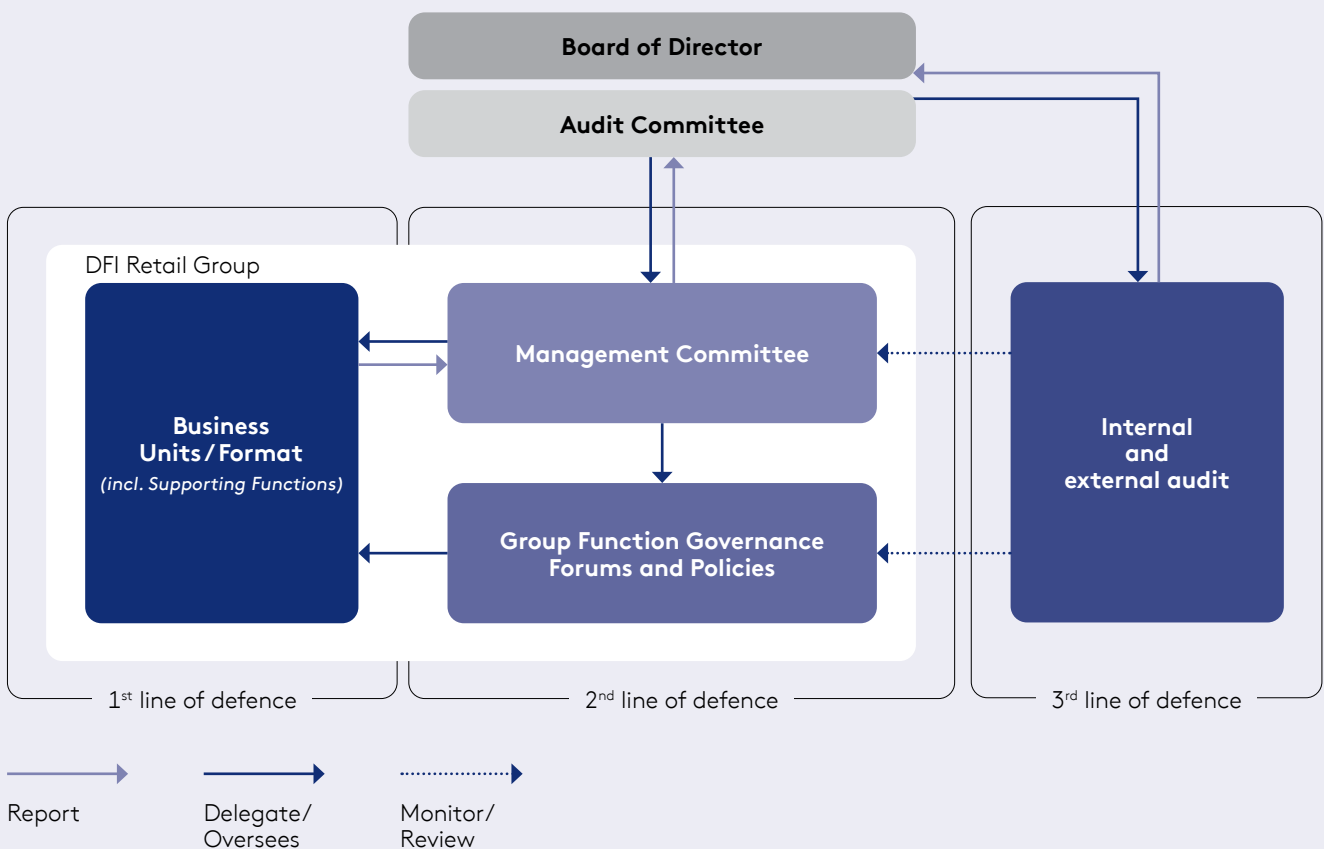 Board of Director
Audit Committee
DFI Retail Group
Business
Units / Format
(incl. Supporting Functions)
Management Committee
Group Function Governance
Forums and Policies
Internal
and
external audit
1st line of defence
2nd line of defence
3rd line of defence
Report
Delegate/
Oversees
Monitor/
Review